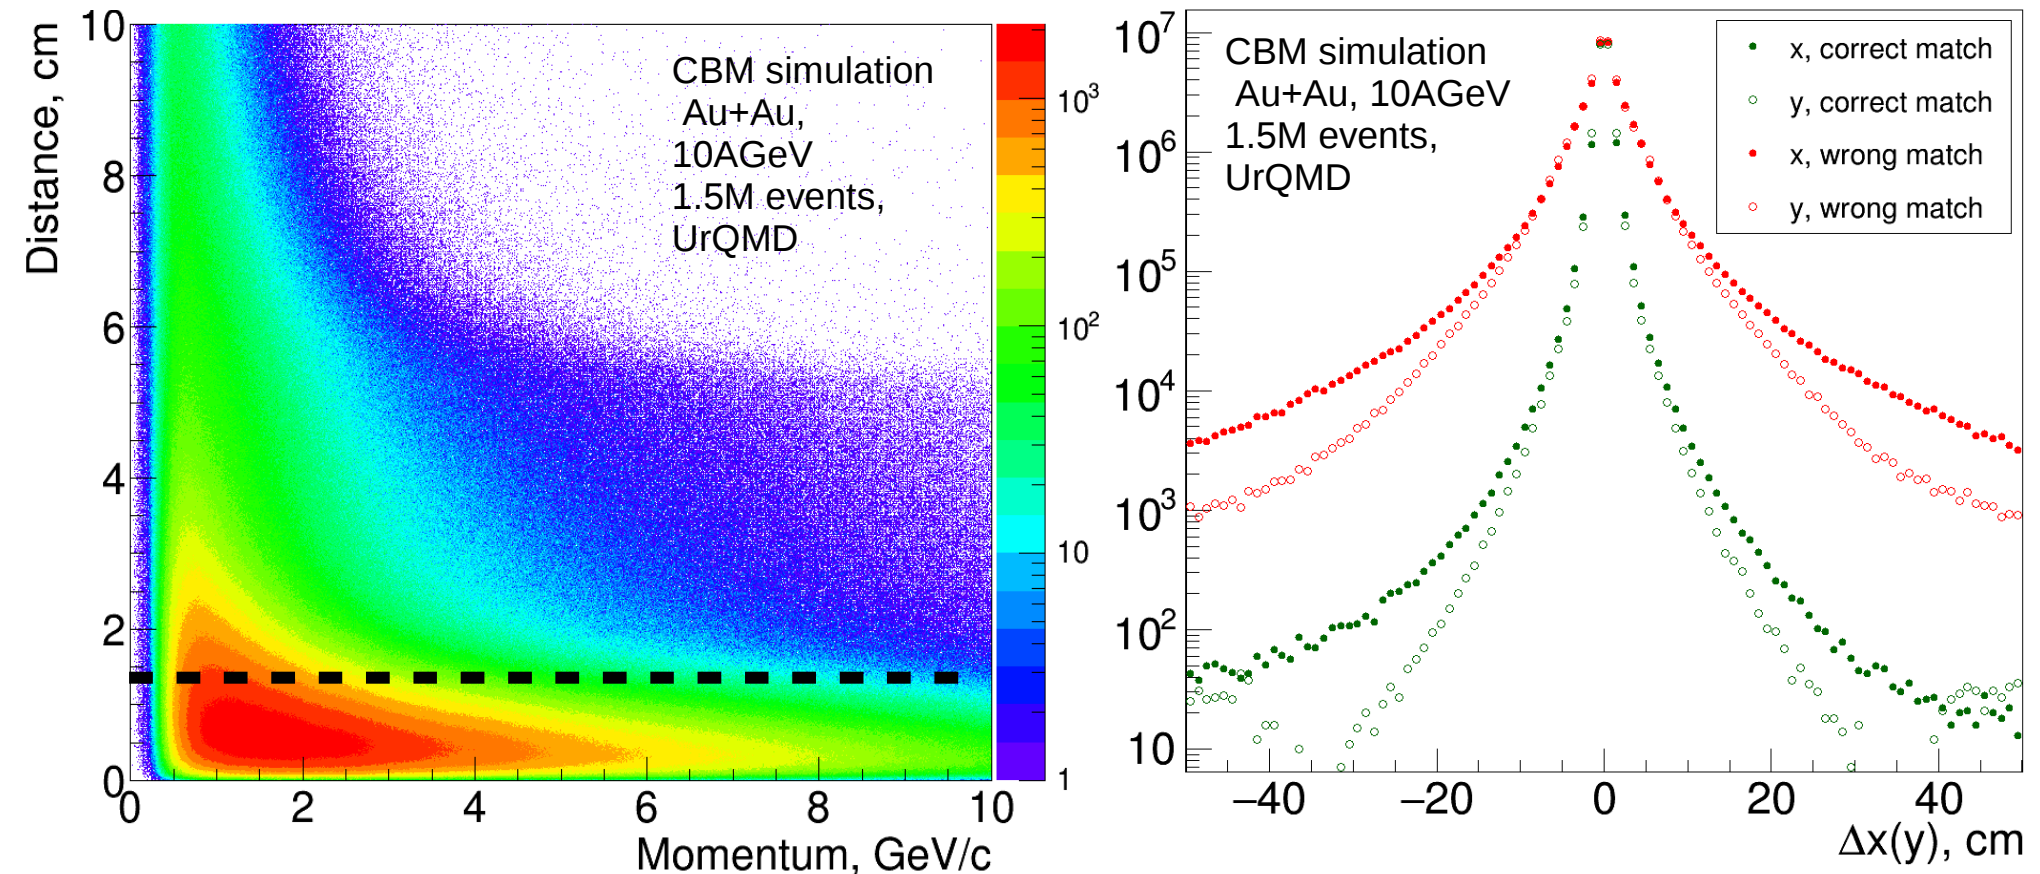 Distance, cm
10
8
6
4
2
0
0 2 4 6 8 10
Momentum, GeV/c
CBM simulation
Au+Au,
10AGeV
1.5M events,
UrQMD
10³
10²
10
1
10⁷
10⁶
10⁵
10⁴
10³
10²
10
CBM simulation
Au+Au, 10AGeV
1.5M events,
UrQMD
x, correct match
y, correct match
x, wrong match
y, wrong match
−40 −20 0 20 40
Δx(y), cm